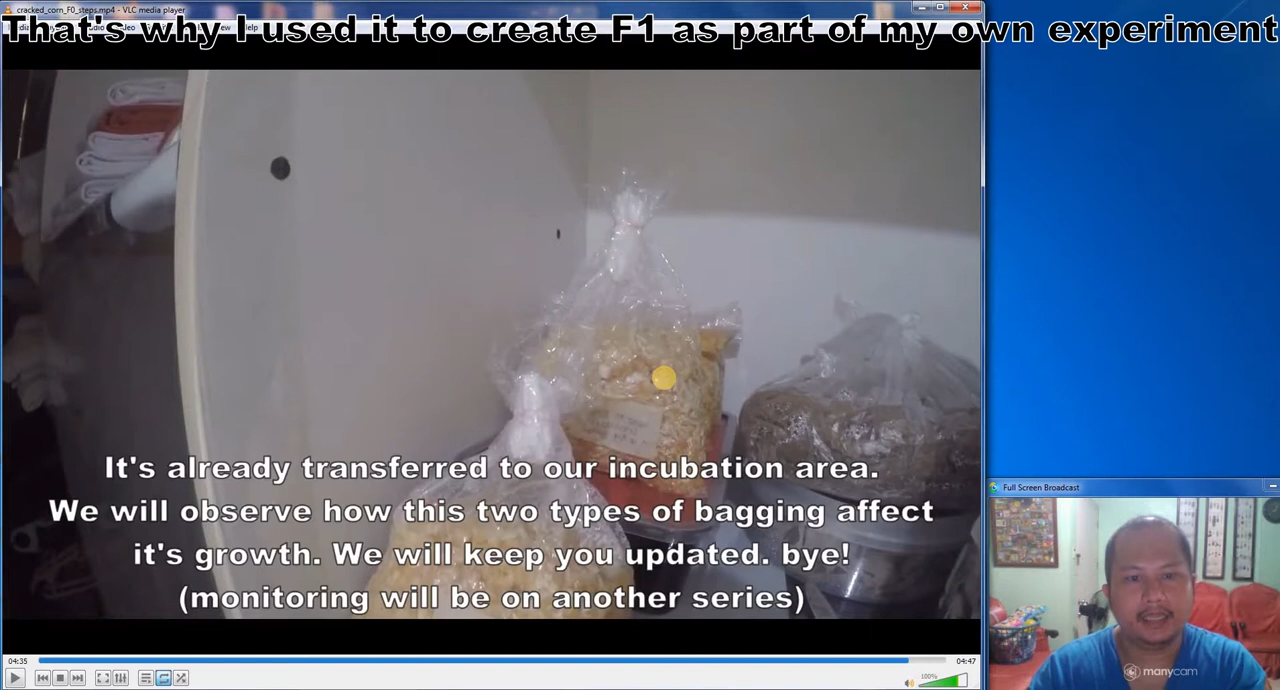 cracked_corn_F0_steps.mp4 - VLC media player
That's why I used it to create F1 as part of my own experiment
It's already transferred to our incubation area.
We will observe how this two types of bagging affect
it's growth. We will keep you updated. bye!
(monitoring will be on another series)
04:35
04:47
100%
Full Screen Broadcast
manycam